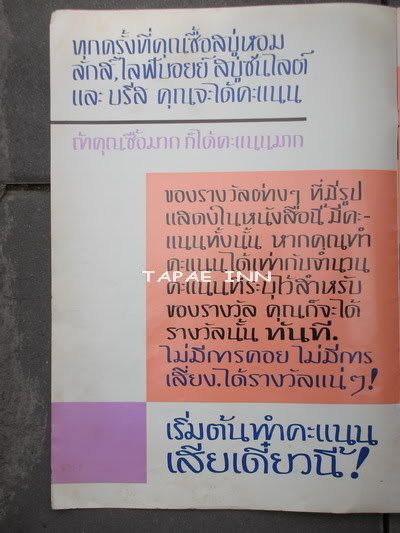 ทุกครั้งที่คุณซื้อสบู่หอม
ลักส์, ไลฟ์บอยย์ สบู่ซันไลต์
และ บรีส คุณจะได้คะแนน
ถ้าคุณซื้อมาก ก็ได้คะแนนมาก
ของรางวัลต่างๆ ที่มีรูป
แสดงในหนังสือนี้ มีคะ-
แนนทั้งนั้น หากคุณทำ
คะแนนได้เท่ากับจำนวน
TAPAE INN
คะแนนที่ระบุไว้สำหรับ
ของรางวัล คุณก็จะได้
รางวัลนั้น ทันที.
ไม่มีการคอย ไม่มีการ
เสี่ยง. ได้รางวัลแน่ๆ!
เริ่มต้นทำคะแนน
เสียเดี๋ยวนี้!